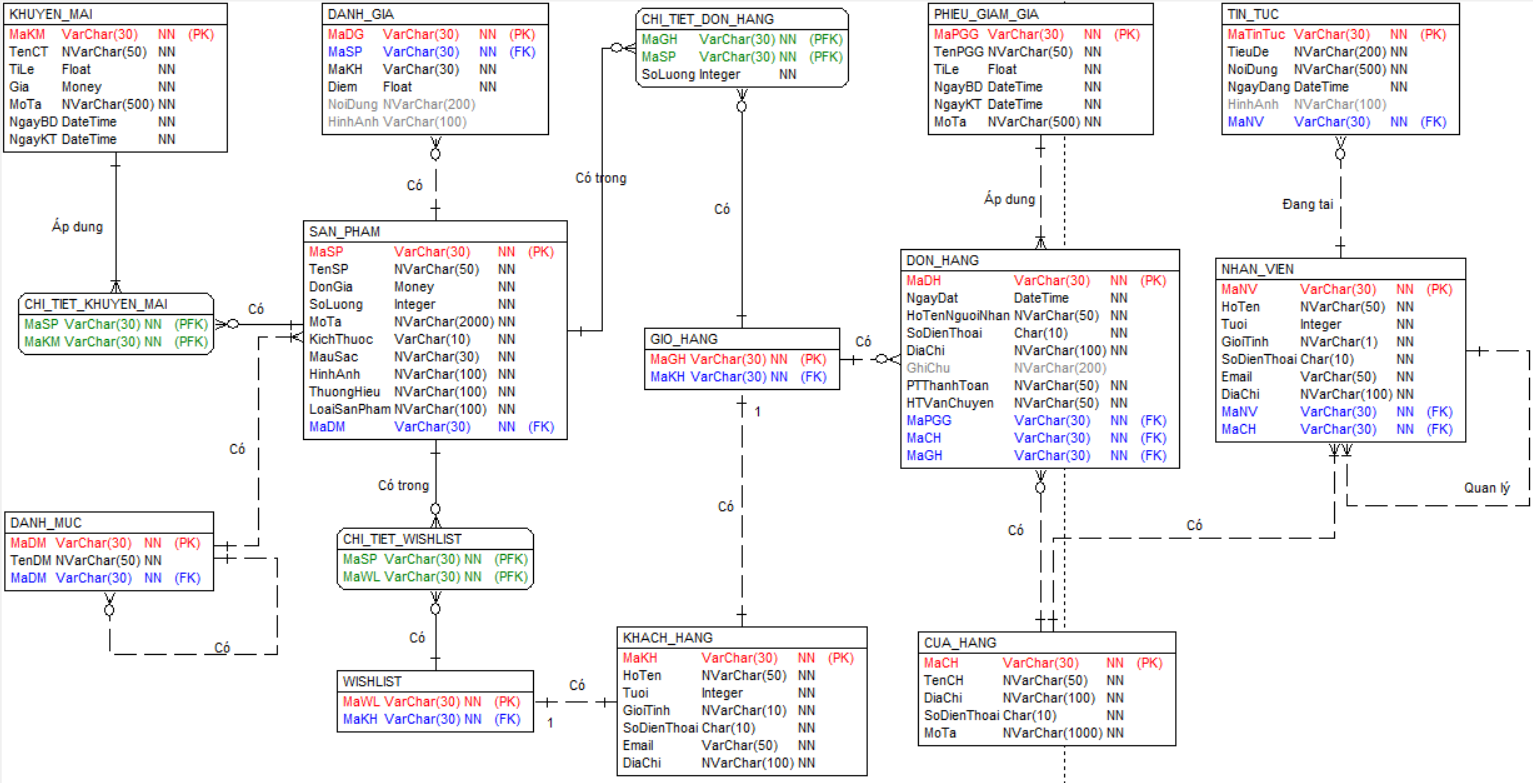 KHUYEN_MAI
MaKM VarChar(30) NN (PK)
TenCT NVarChar(50) NN
TiLe Float NN
Gia Money NN
MoTa NVarChar(500) NN
NgayBD DateTime NN
NgayKT DateTime NN
DANH_GIA
MaDG VarChar(30) NN (PK)
MaSP VarChar(30) NN (FK)
MaKH VarChar(30) NN
Diem Float NN
NoiDung NVarChar(200)
HinhAnh VarChar(100)
CHI_TIET_DON_HANG
MaGH VarChar(30) NN (PFK)
MaSP VarChar(30) NN (PFK)
SoLuong Integer NN
PHIEU_GIAM_GIA
MaPGG VarChar(30) NN (PK)
TenPGG NVarChar(50) NN
TiLe Float NN
NgayBD DateTime NN
NgayKT DateTime NN
MoTa NVarChar(500) NN
TIN_TUC
MaTinTuc VarChar(30) NN (PK)
TieuDe NVarChar(200) NN
NoiDung NVarChar(500) NN
NgayDang DateTime NN
HinhAnh NVarChar(100)
MaNV VarChar(30) NN (FK)
Áp dụng
Có
Có trong
Có
Áp dụng
Đang tai
CHI_TIET_KHUYEN_MAI
MaSP VarChar(30) NN (PFK)
MaKM VarChar(30) NN (PFK)
Có
SAN_PHAM
MaSP VarChar(30) NN (PK)
TenSP NVarChar(50) NN
DonGia Money NN
SoLuong Integer NN
MoTa NVarChar(2000) NN
KichThuoc VarChar(10) NN
MauSac NVarChar(30) NN
HinhAnh NVarChar(100) NN
ThuongHieu NVarChar(100) NN
LoaiSanPham NVarChar(100) NN
MaDM VarChar(30) NN (FK)
GIO_HANG
MaGH VarChar(30) NN (PK)
MaKH VarChar(30) NN (FK)
Có
DON_HANG
MaDH VarChar(30) NN (PK)
NgayDat DateTime NN
HoTenNguoiNhan NVarChar(50) NN
SoDienThoai Char(10) NN
DiaChi NVarChar(100) NN
GhiChu NVarChar(200)
PTThanhToan NVarChar(50) NN
HTVanChuyen NVarChar(50) NN
MaPGG VarChar(30) NN (FK)
MaCH VarChar(30) NN (FK)
MaGH VarChar(30) NN (FK)
NHAN_VIEN
MaNV VarChar(30) NN (PK)
HoTen NVarChar(50) NN
Tuoi Integer NN
GioiTinh NVarChar(1) NN
SoDienThoai Char(10) NN
Email VarChar(50) NN
DiaChi NVarChar(100) NN
MaNV VarChar(30) NN (FK)
MaCH VarChar(30) NN (FK)
1
Có
Có trong
Có
Có
Có
Quan lý
DANH_MUC
MaDM VarChar(30) NN (PK)
TenDM NVarChar(50) NN
MaDM VarChar(30) NN (FK)
Có
CHI_TIET_WISHLIST
MaSP VarChar(30) NN (PFK)
MaWL VarChar(30) NN (PFK)
Có
WISHLIST
MaWL VarChar(30) NN (PK)
MaKH VarChar(30) NN (FK)
Có
1
KHACH_HANG
MaKH VarChar(30) NN (PK)
HoTen NVarChar(50) NN
Tuoi Integer NN
GioiTinh NVarChar(10) NN
SoDienThoai Char(10) NN
Email VarChar(50) NN
DiaChi NVarChar(100) NN
CUA_HANG
MaCH VarChar(30) NN (PK)
TenCH NVarChar(50) NN
DiaChi NVarChar(100) NN
SoDienThoai Char(10) NN
MoTa NVarChar(1000) NN